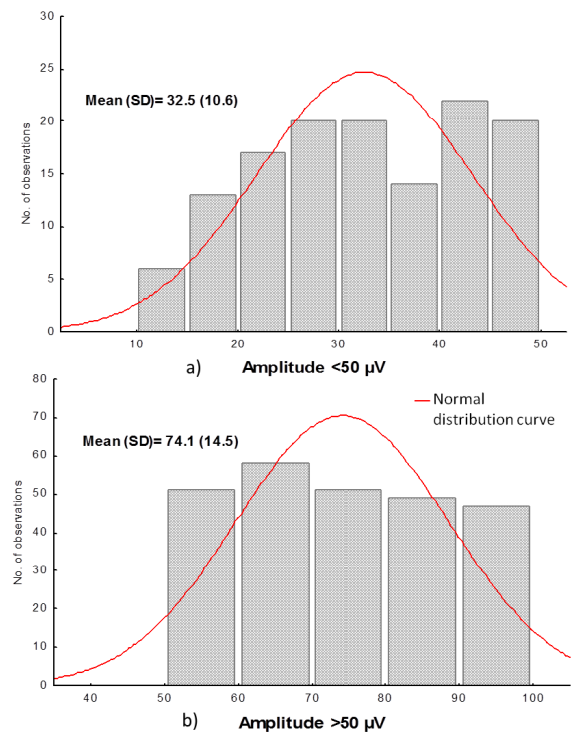 30
25
20
15
10
5
0
No. of observations
Mean (SD)= 32.5 (10.6)
10 20 30 40 50
a) Amplitude <50 µV
80
70
60
50
40
30
20
10
0
No. of observations
Mean (SD)= 74.1 (14.5)
Normal
distribution curve
40 50 60 70 80 90 100
b) Amplitude >50 µV